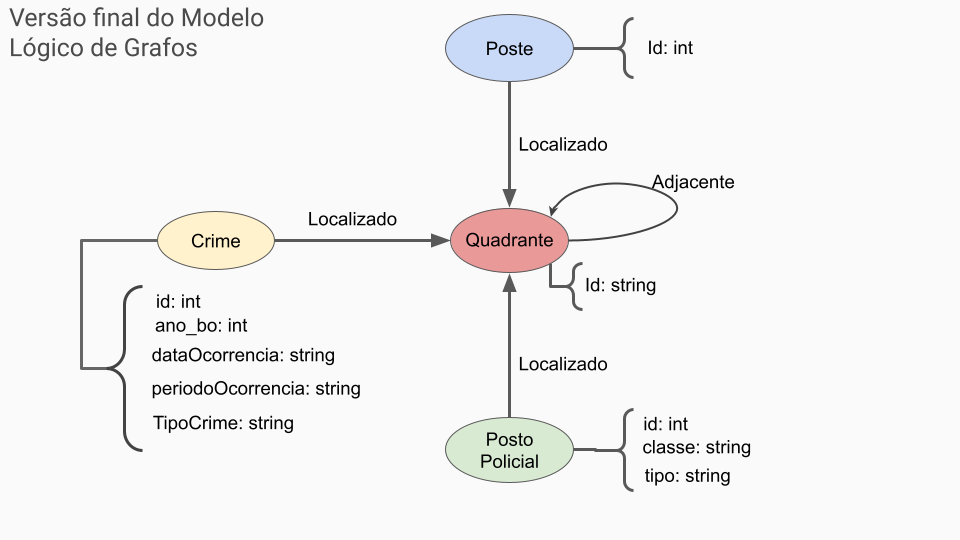 Versão final do Modelo
Lógico de Grafos
Poste
Id: int
Localizado
Adjacente
Localizado
Crime
Quadrante
Id: string
id: int
ano_bo: int
dataOcorrencia: string
periodoOcorrencia: string
TipoCrime: string
Localizado
Posto
Policial
id: int
classe: string
tipo: string